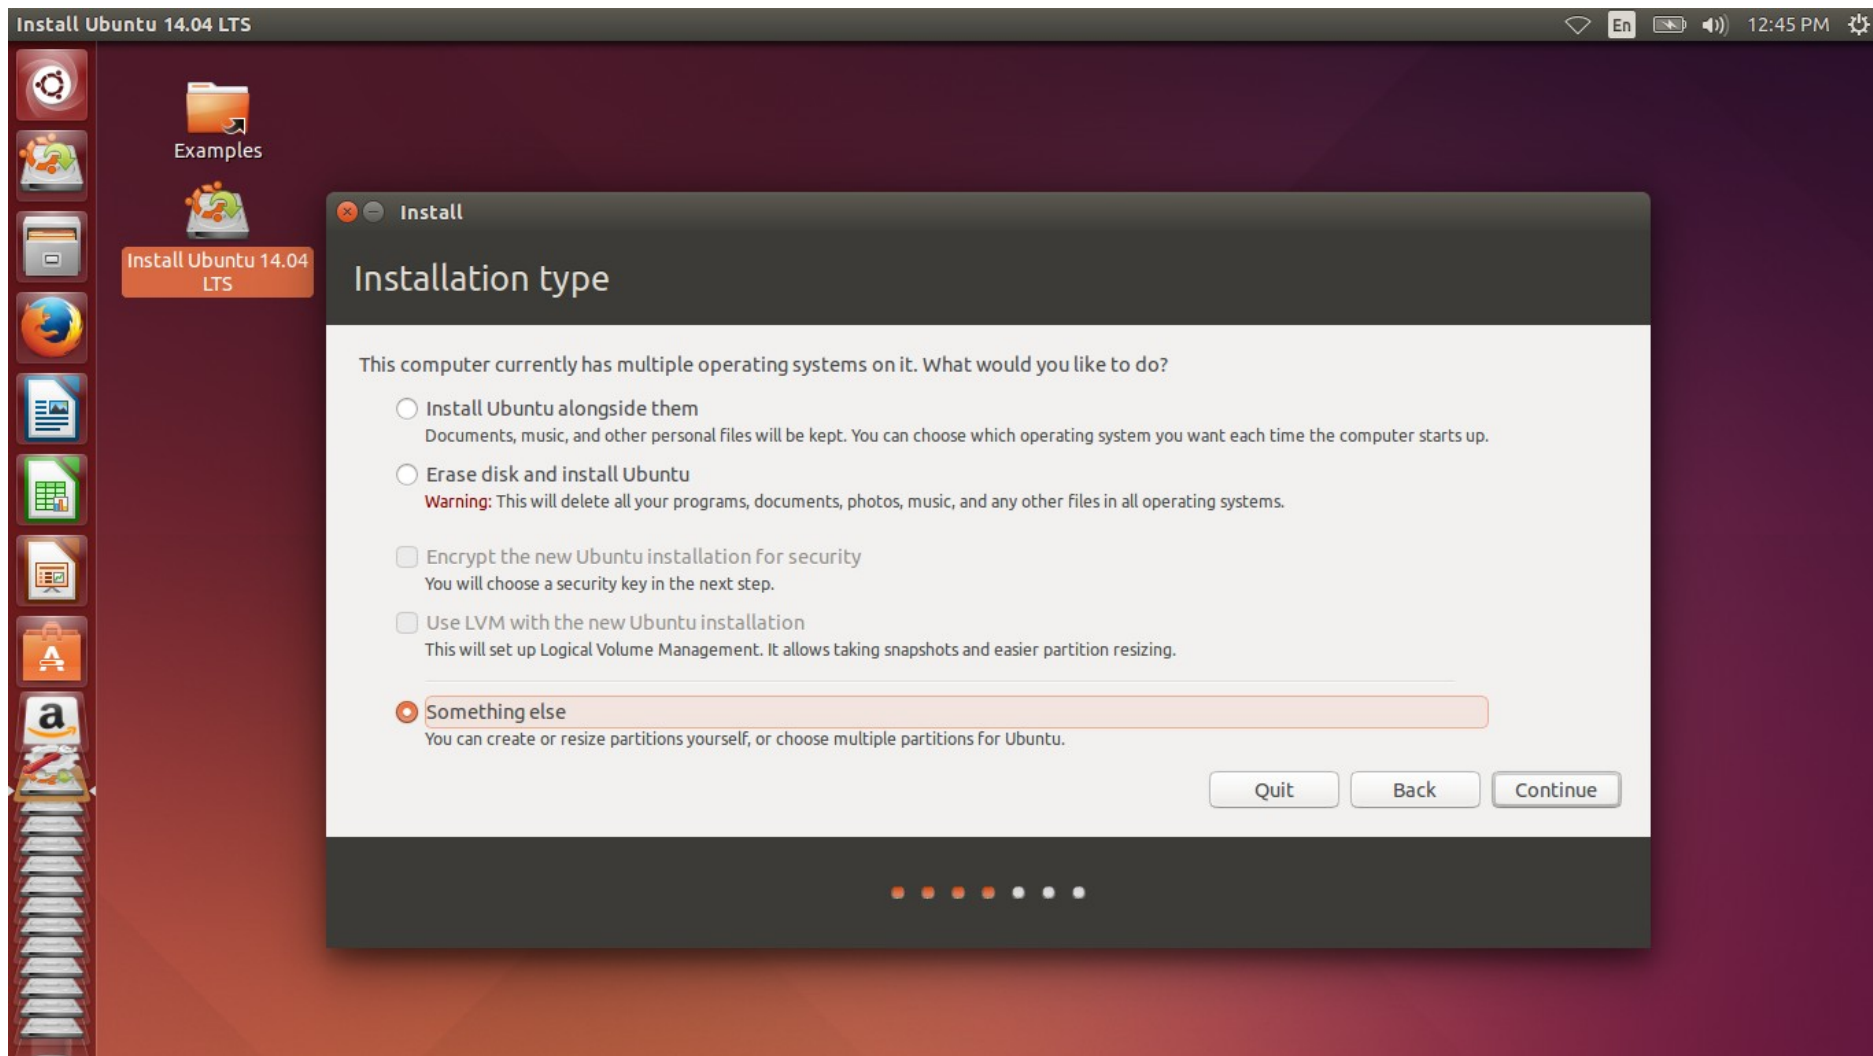 Install Ubuntu 14.04 LTS
En
12:45 PM
Examples
Install Ubuntu 14.04
LTS
Install
Installation type
This computer currently has multiple operating systems on it. What would you like to do?
Install Ubuntu alongside them
Documents, music, and other personal files will be kept. You can choose which operating system you want each time the computer starts up.
Erase disk and install Ubuntu
Warning: This will delete all your programs, documents, photos, music, and any other files in all operating systems.
Encrypt the new Ubuntu installation for security
You will choose a security key in the next step.
Use LVM with the new Ubuntu installation
This will set up Logical Volume Management. It allows taking snapshots and easier partition resizing.
Something else
You can create or resize partitions yourself, or choose multiple partitions for Ubuntu.
Quit
Back
Continue